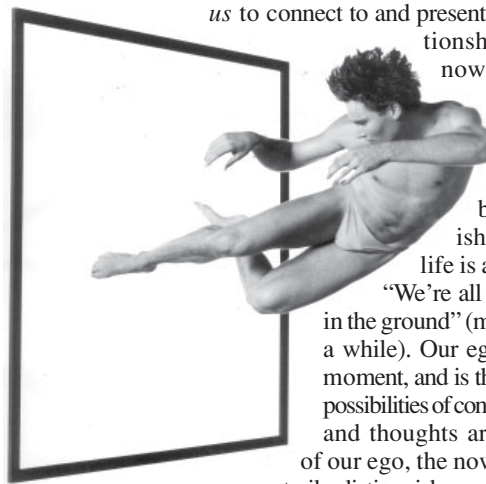 us to connect to and present
tionsh
now
b
ish
life is a
“We’re all
in the ground” (m
a while). Our eg
moment, and is th
possibilities of con
and thoughts ar
of our ego, the now